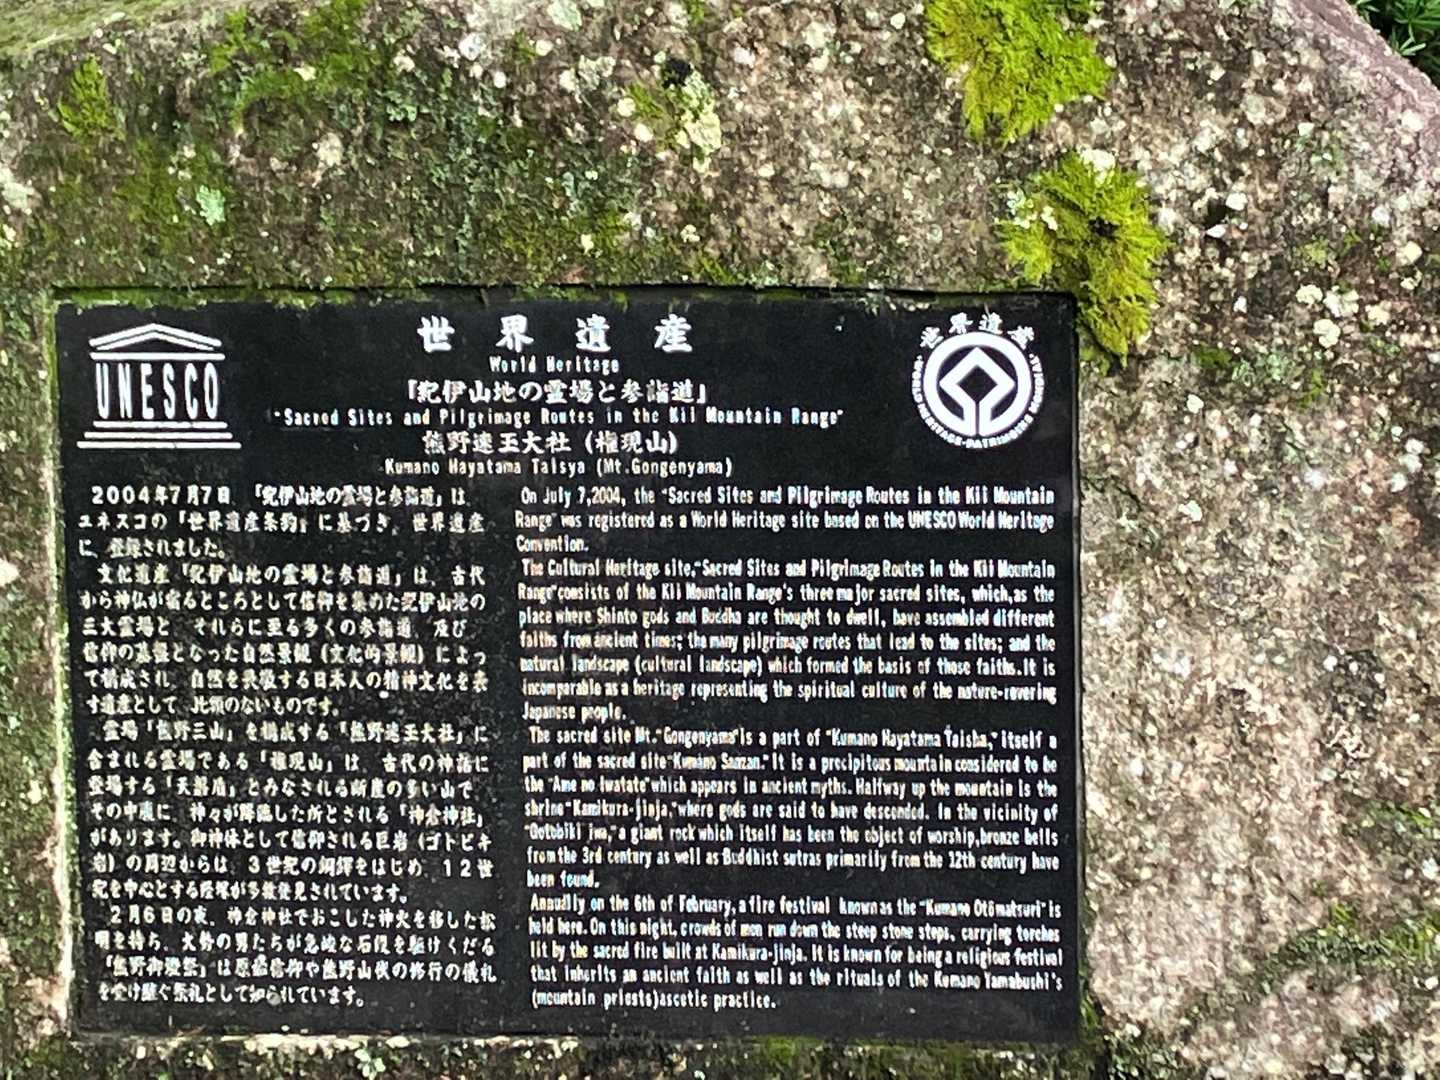 UNESCO
世界遺産
World Heritage
「紀伊山地の霊場と参詣道」
"Sacred Sites and Pilgrimage Routes in the Kii Mountain Range"
熊野速玉大社（権現山）
Kumano Hayatama Taisya (Mt.Gongenyama)
世界遺産
WORLD HERITAGE · PATRIMOINE MONDIAL
2004年7月7日 「紀伊山地の霊場と参詣道」は、
ユネスコの「世界遺産条約」に基づき、世界遺産
に、登録されました。
文化遺産「紀伊山地の霊場と参詣道」は、古代
から神仏が宿るところとして信仰を集めた紀伊山地の
三大霊場と、それらに至る多くの参詣道、及び、
信仰の基盤となった自然景観（文化的景観）によっ
て構成され、自然を崇敬する日本人の精神文化を表
す遺産として、比類のないものです。
霊場「熊野三山」を構成する「熊野速玉大社」に
含まれる霊場である「権現山」は、古代の神話に
登場する「天磐盾」とみなされる断崖の多い山で、
その中腹に、神々が降臨した所とされる「神倉神社」
があります。御神体として信仰される巨岩（ゴトビキ
岩）の周辺からは、3世紀の銅鐸をはじめ、12世
紀を中心とする経塚が多数発見されています。
2月6日の夜、神倉神社でおこした神火を移した松
明を持ち、大勢の男たちが急峻な石段を駆けくだる
「熊野御燈祭」は原始信仰や熊野山伏の修行の儀礼
を受け継ぐ祭礼として知られています。
On July 7,2004, the "Sacred Sites and Pilgrimage Routes in the Kii Mountain
Range" was registered as a World Heritage site based on the UNESCO World Heritage
Convention.
The Cultural Heritage site,"Sacred Sites and Pilgrimage Routes in the Kii Mountain
Range"consists of the Kii Mountain Range's three major sacred sites, which,as the
place where Shinto gods and Buddha are thought to dwell, have assembled different
faiths from ancient times; the many pilgrimage routes that lead to the sites; and the
natural landscape (cultural landscape) which formed the basis of those faiths.It is
incomparable as a heritage representing the spiritual culture of the nature-revering
Japanese people.
The sacred site Mt."Gongenyama"is a part of "Kumano Hayatama Taisha," itself a
part of the sacred site"Kumano Sanzan." It is a precipitous mountain considered to be
the "Ame no Iwatate"which appears in ancient myths. Halfway up the mountain is the
shrine"Kamikura-jinja,"where gods are said to have descended. In the vicinity of
"Gotobiki iwa,"a giant rock which itself has been the object of worship,bronze bells
from the 3rd century as well as Buddhist sutras primarily from the 12th century have
been found.
Annually on the 6th of February, a fire festival known as the "Kumano Otōmatsuri" is
held here. On this night, crowds of men run down the steep stone steps, carrying torches
lit by the sacred fire built at Kamikura-jinja. It is known for being a religious festival
that inherits an ancient faith as well as the rituals of the Kumano Yamabushi's
(mountain priests)ascetic practice.